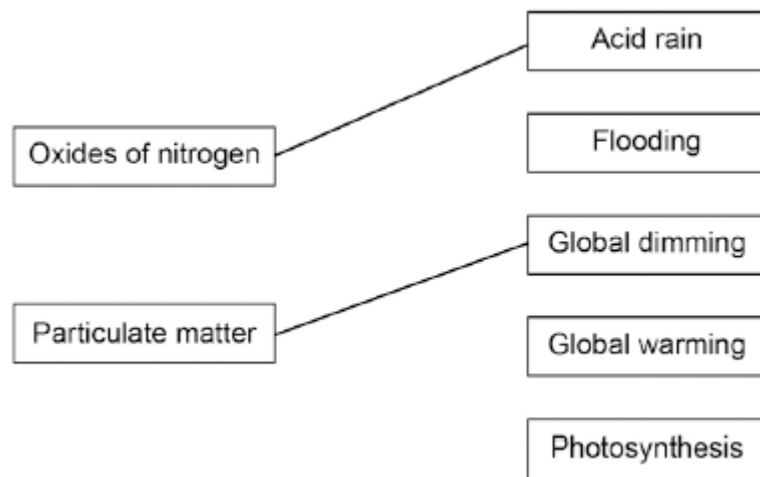 Oxides of nitrogen
Particulate matter
Acid rain
Flooding
Global dimming
Global warming
Photosynthesis